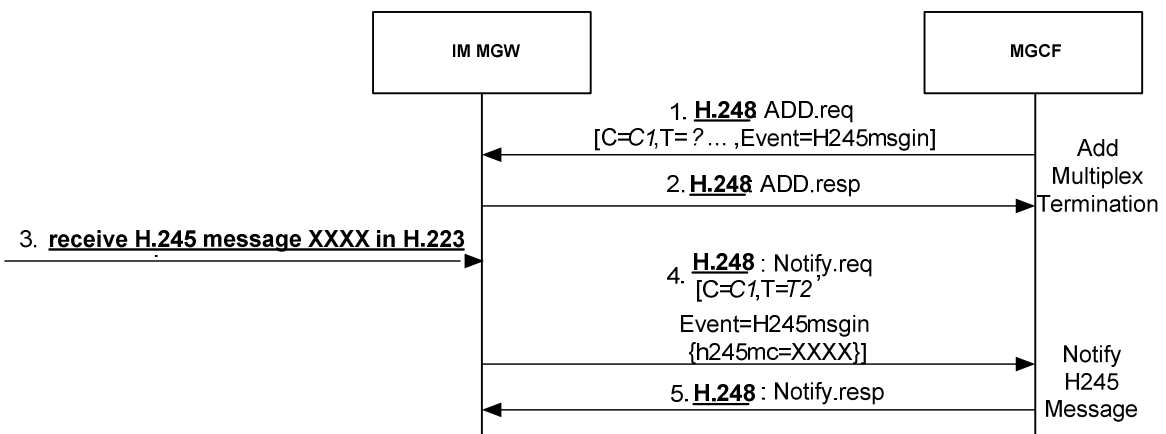 IM MGW
MGCF
1. H.248: ADD.req
[C=C1,T=? ... ,Event=H245msgin]
Add
Multiplex
Termination
2. H.248: ADD.resp
3. receive H.245 message XXXX in H.223
4. H.248 : Notify.req
[C=C1,T=T2,
Event=H245msgin
{h245mc=XXXX}]
Notify
H245
Message
5. H.248 : Notify.resp